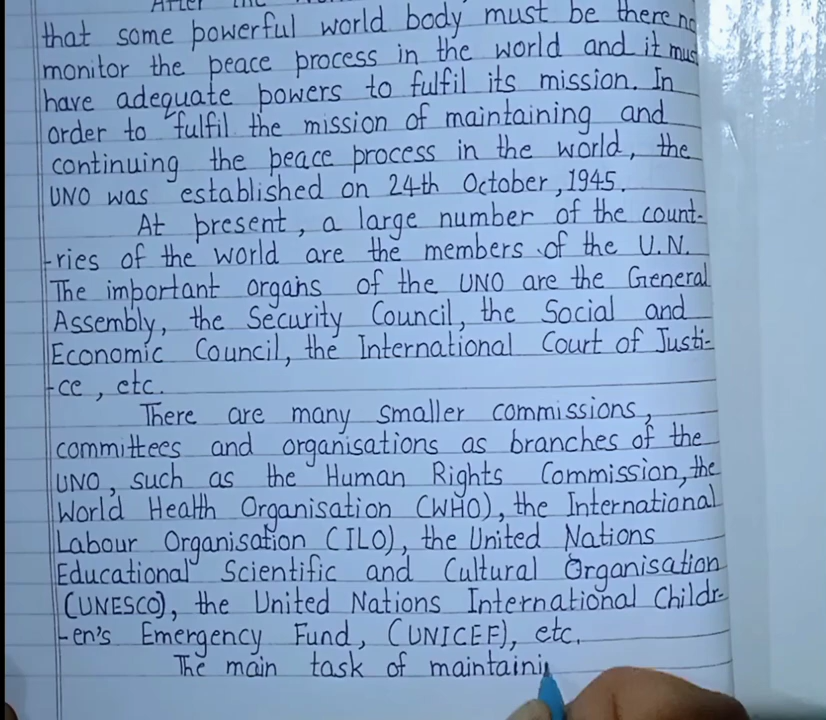 After the
that some powerful world body must be there
monitor the peace process in the world and it mus
have adequate powers to fulfil its mission. In
order to fulfil the mission of maintaining and
continuing the peace process in the world, the
UNO was established on 24th October, 1945.
At present, a large number of the count-
-ries of the world are the members of the U.N.
The important organs of the UNO are the General
Assembly, the Security Council, the Social and
Economic Council, the International Court of Justi-
-ce, etc.
There are many smaller commissions,
committees and organisations as branches of the
UNO, such as the Human Rights Commission, the
World Health Organisation (WHO), the International
Labour Organisation (ILO), the United Nations
Educational Scientific and Cultural Organisation
(UNESCO), the United Nations International Childr-
-en's Emergency Fund, (UNICEF), etc.
The main task of maintaini